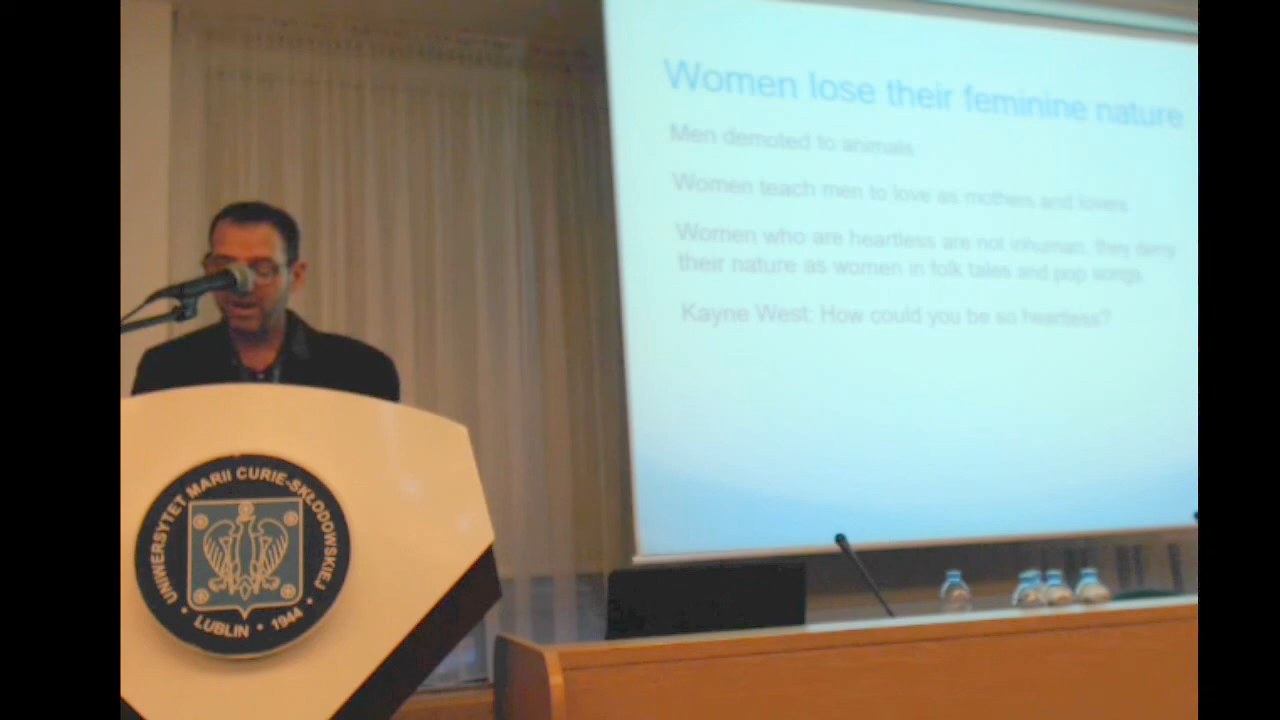 Women lose their feminine nature
Men demoted to animals
Women teach men to love as mothers and lovers
Women who are heartless are not inhuman, they deny
their nature as women in folk tales and pop songs
Kayne West: How could you be so heartless?
UNIWERSYTET MARII CURIE-SKŁODOWSKIEJ
LUBLIN • 1944